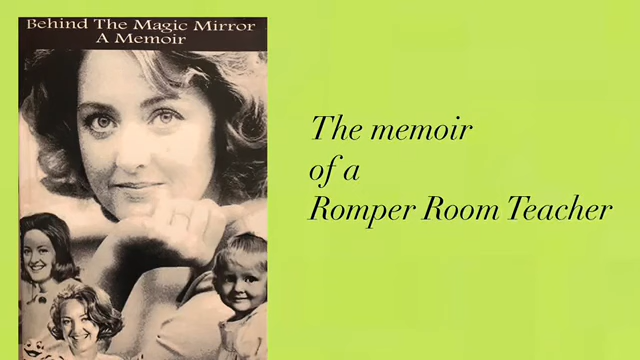 Behind The Magic Mirror
A Memoir
The memoir
of a
Romper Room Teacher